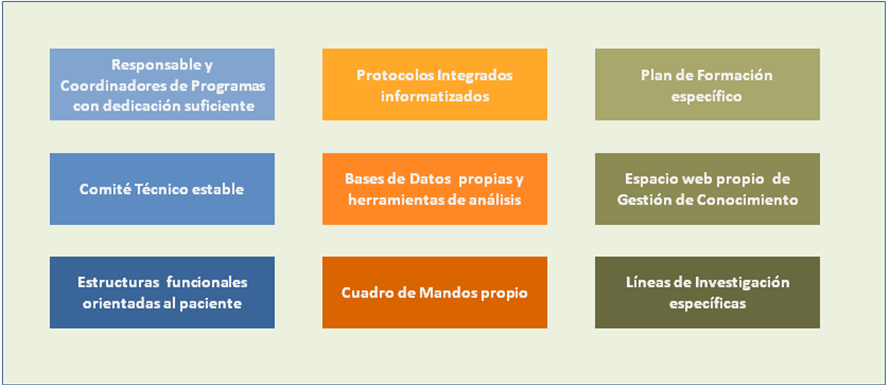 Responsable y
Coordinadores de Programas
con dedicación suficiente
Protocolos Integrados
informatizados
Plan de Formación
específico
Comité Técnico estable
Bases de Datos propias y
herramientas de análisis
Espacio web propio de
Gestión de Conocimiento
Estructuras funcionales
orientadas al paciente
Cuadro de Mandos propio
Líneas de Investigación
específicas